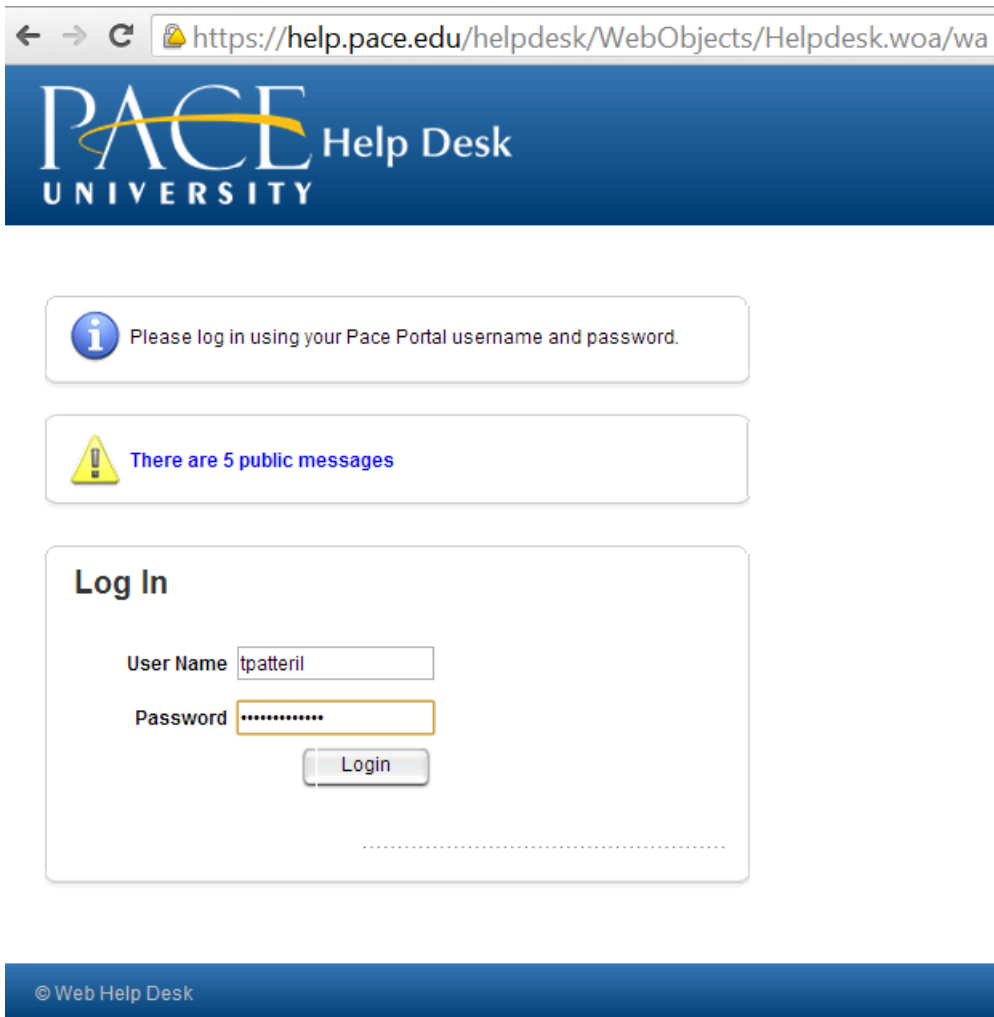 https://help.pace.edu/helpdesk/WebObjects/Helpdesk.woa/wa
PACE Help Desk
UNIVERSITY
Please log in using your Pace Portal username and password.
There are 5 public messages
Log In
User Name tpatteril
Password •••••••••••••
Login
© Web Help Desk